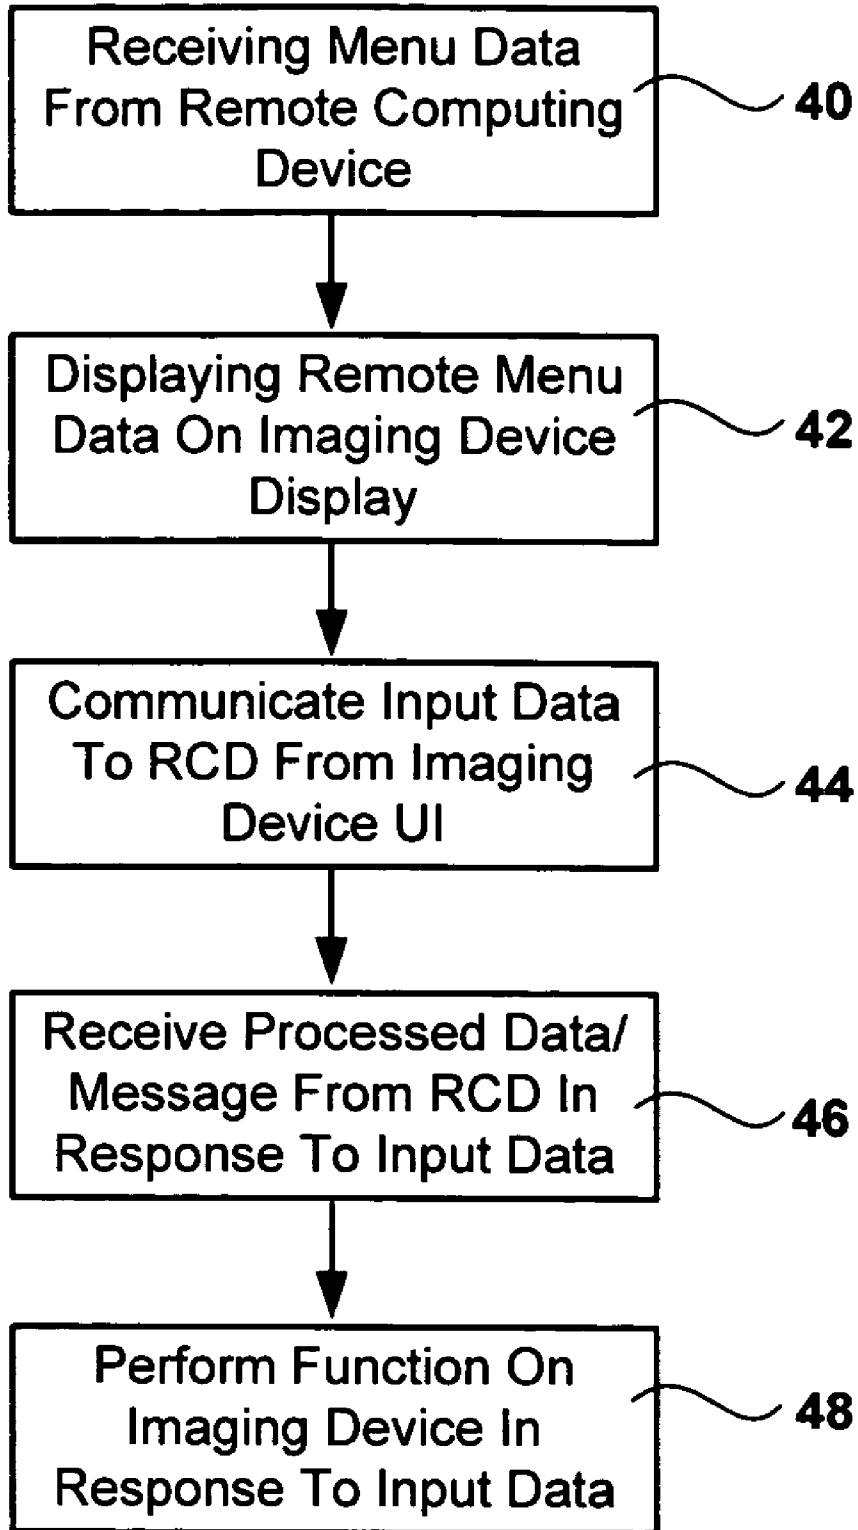 Receiving Menu Data
From Remote Computing
Device
40
Displaying Remote Menu
Data On Imaging Device
Display
42
Communicate Input Data
To RCD From Imaging
Device UI
44
Receive Processed Data/
Message From RCD In
Response To Input Data
46
Perform Function On
Imaging Device In
Response To Input Data
48